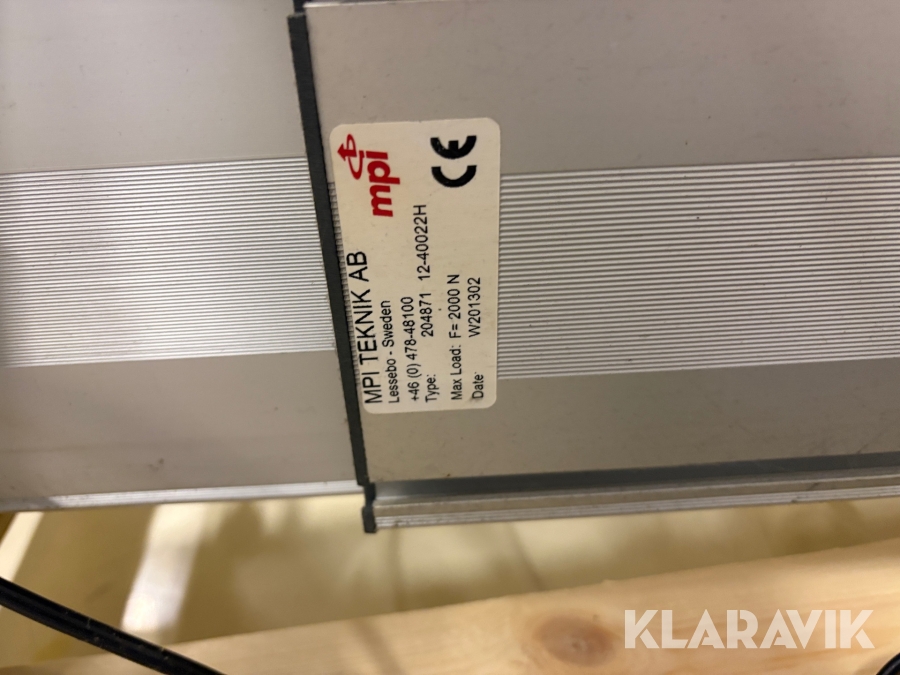 mpi
CE
MPI TEKNIK AB
Lessebo - Sweden
+46 (0) 478-48100
Type: 204871 12-40022H
Max Load: F= 2000 N
Date: W201302
KLARAVIK